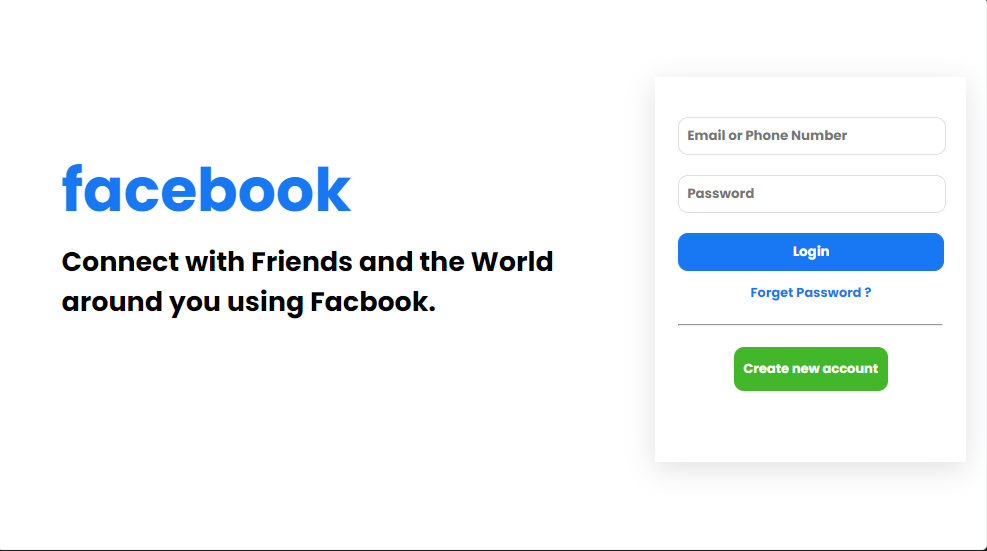 facebook
Connect with Friends and the World
around you using Facbook.
Email or Phone Number
Password
Login
Forget Password ?
Create new account